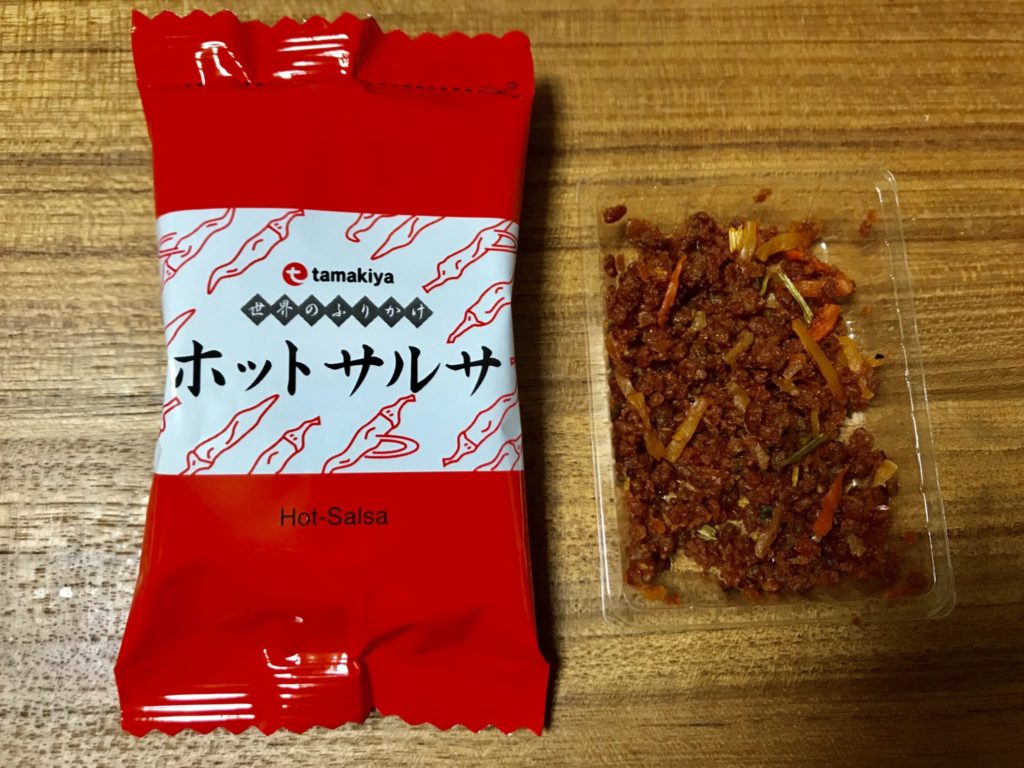 tamakiya
世界のふりかけ
ホットサルサ
Hot-Salsa